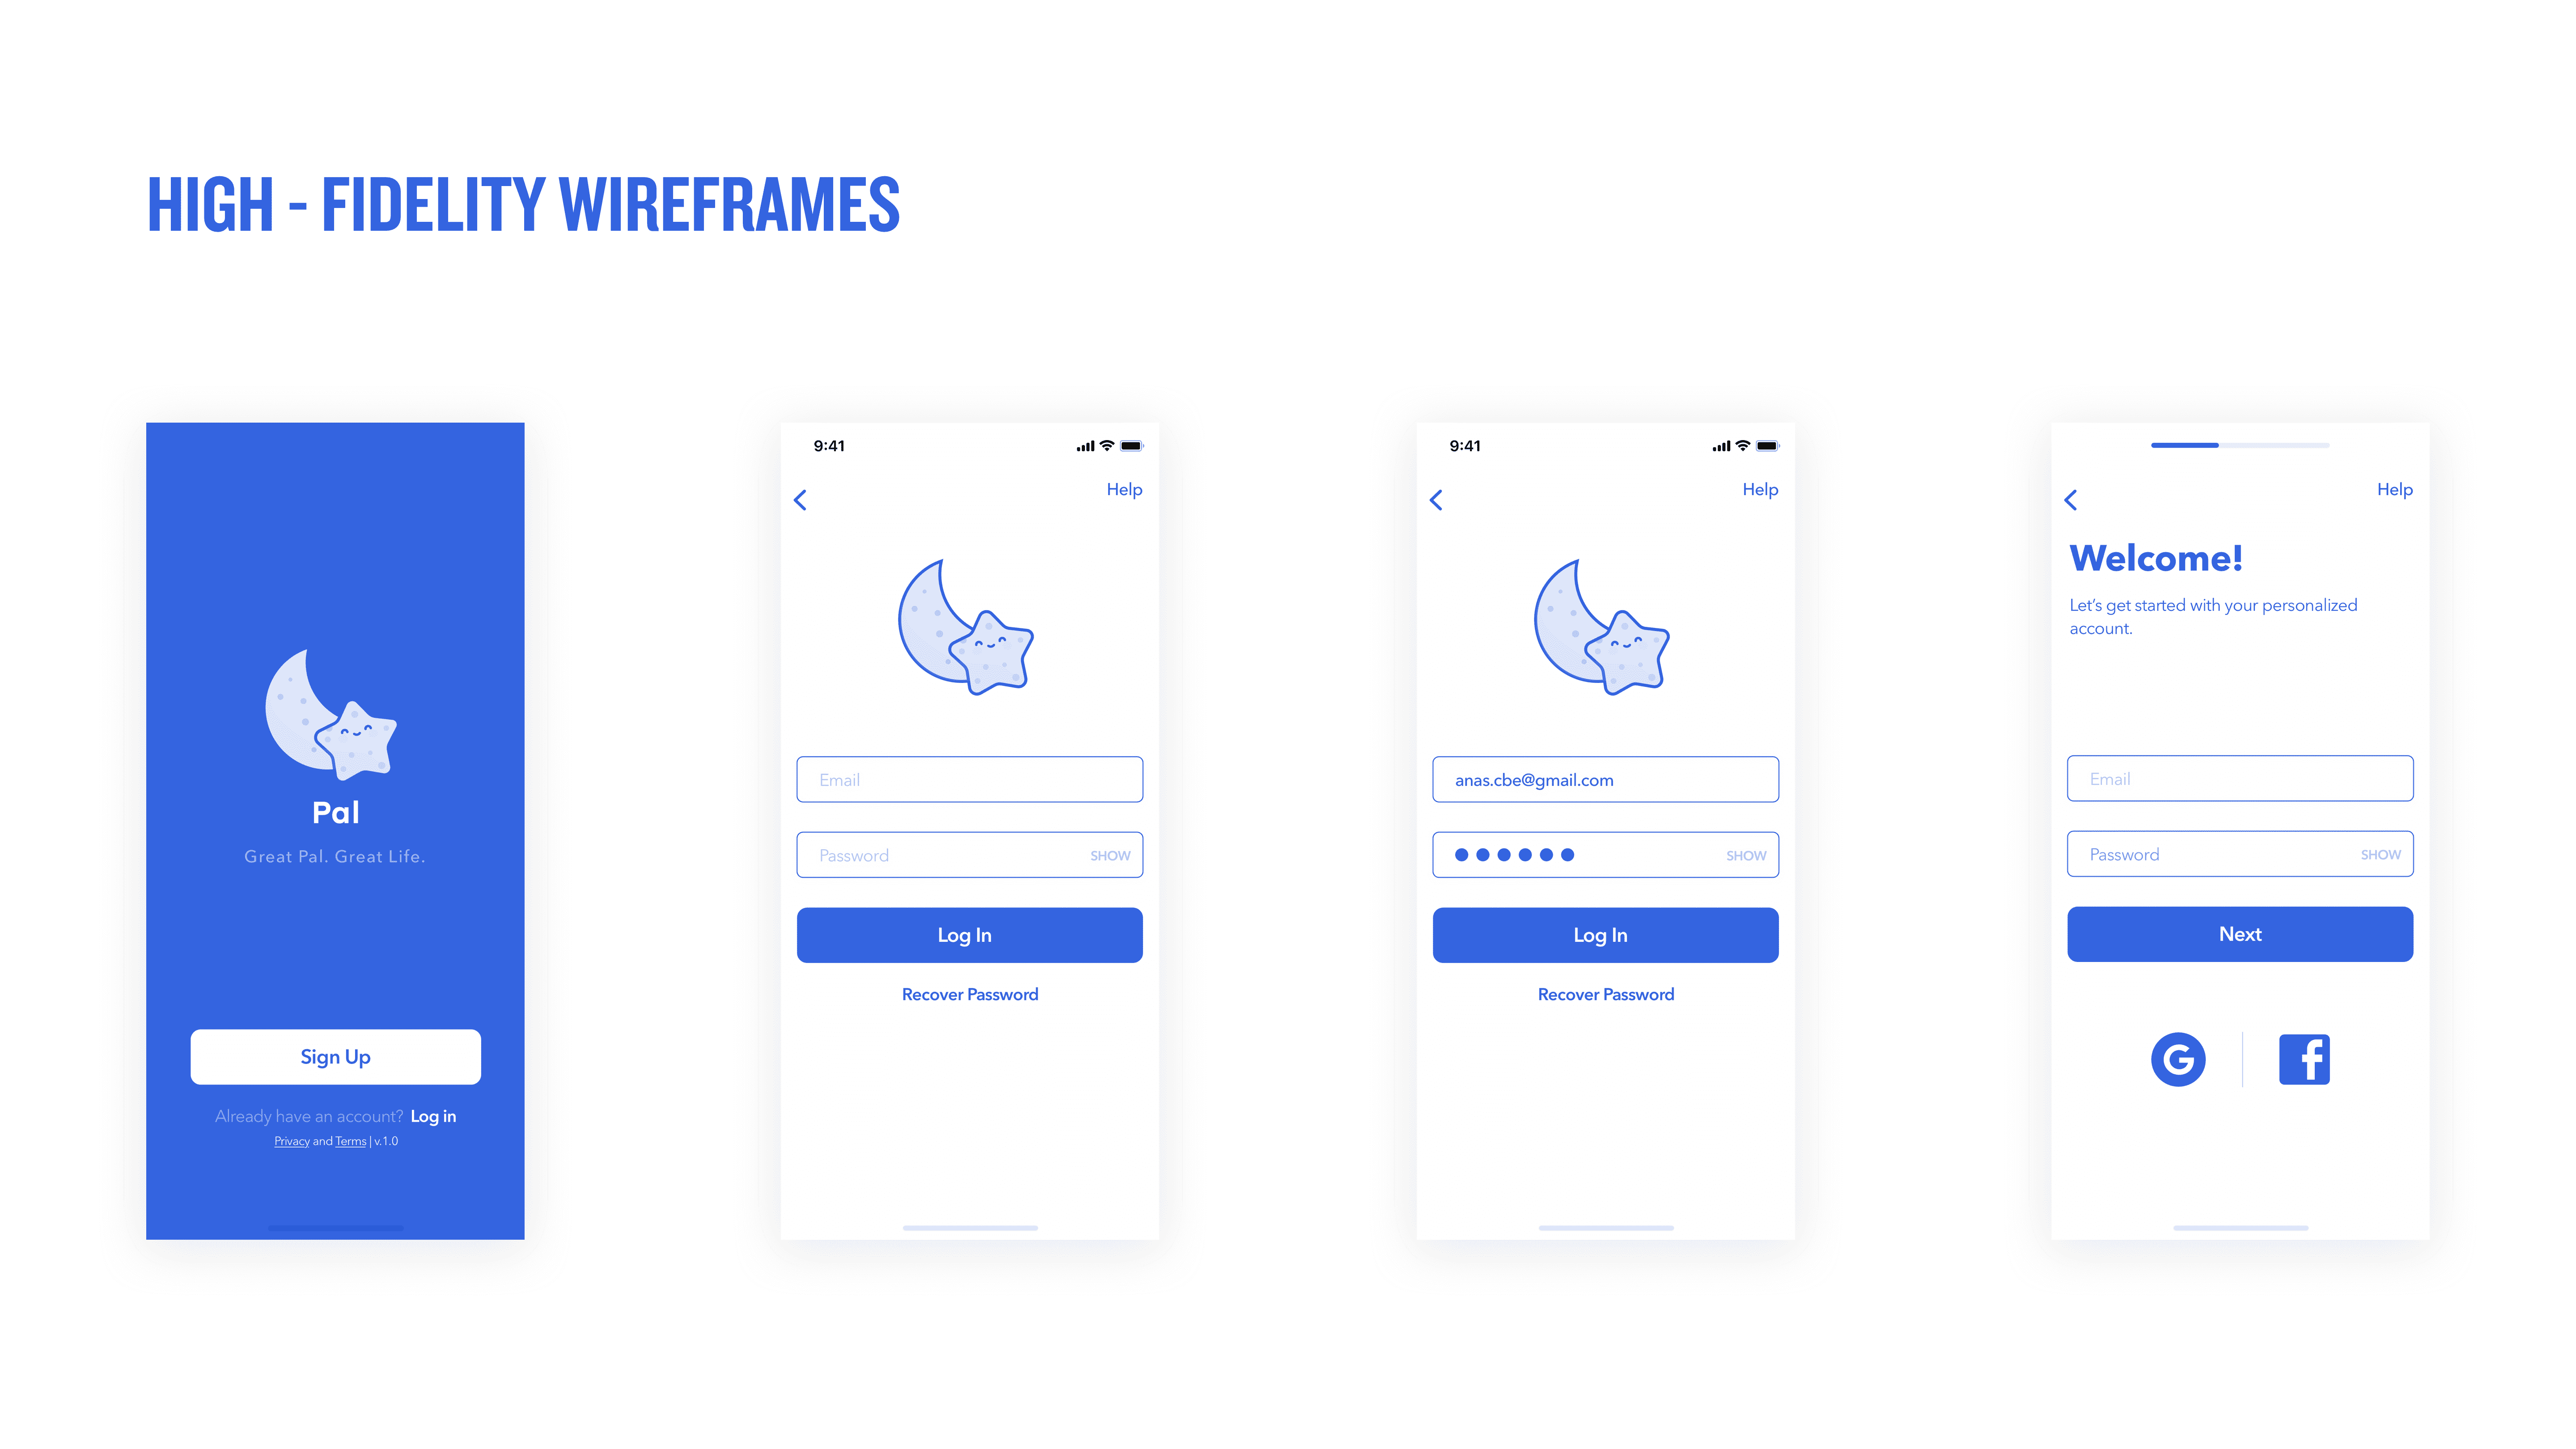 HIGH - FIDELITY WIREFRAMES
Pal
Great Pal. Great Life.
Sign Up
Already have an account? Log in
Privacy and Terms | v.1.0
9:41
Help
Email
Password SHOW
Log In
Recover Password
9:41
Help
anas.cbe@gmail.com
SHOW
Log In
Recover Password
Help
Welcome!
Let's get started with your personalized
account.
Email
Password SHOW
Next
G f